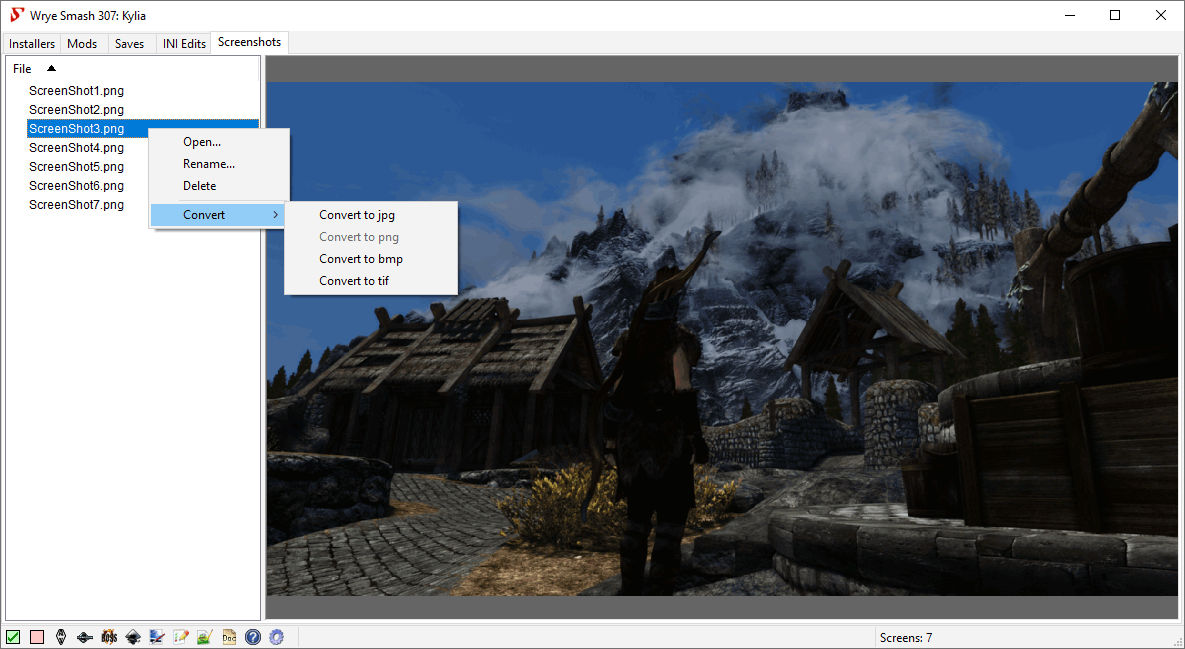 Wrye Smash 307: Kylia
Installers Mods Saves INI Edits Screenshots
File
ScreenShot1.png
ScreenShot2.png
ScreenShot3.png
ScreenShot4.png
ScreenShot5.png
ScreenShot6.png
ScreenShot7.png
Open...
Rename...
Delete
Convert
Convert to jpg
Convert to png
Convert to bmp
Convert to tif
BOSS
Doc
Screens: 7